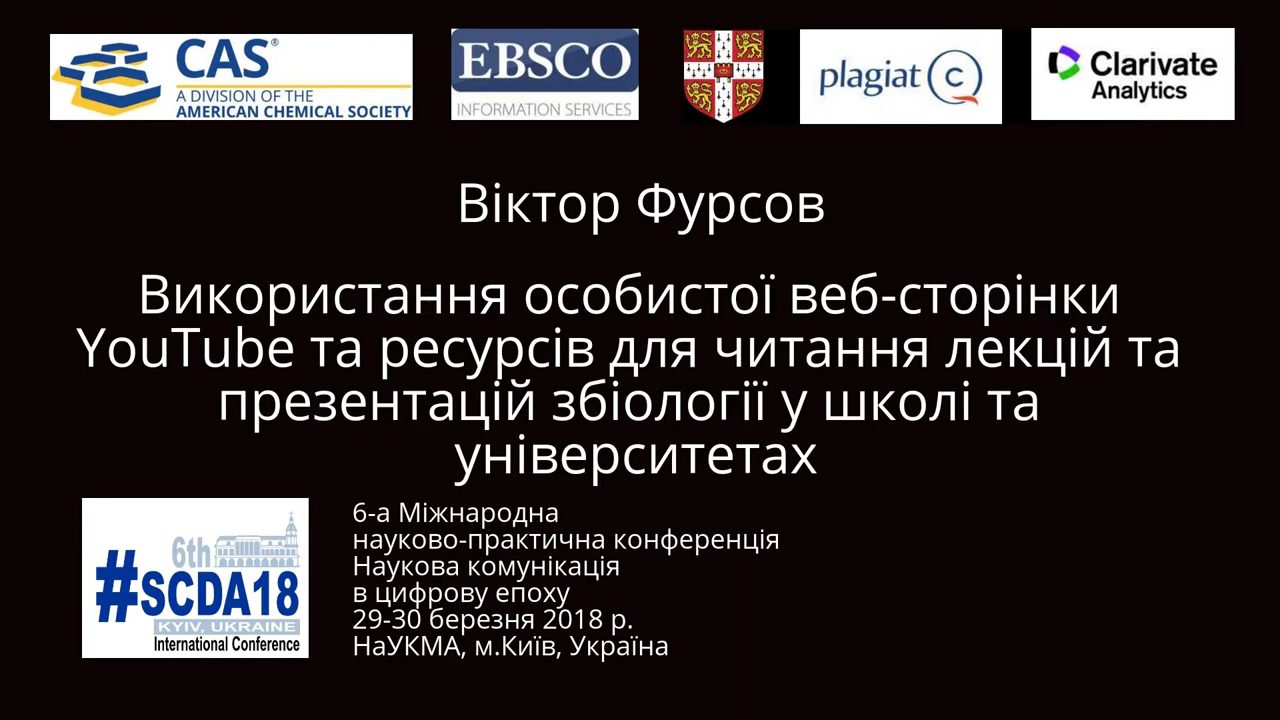 CAS®
A DIVISION OF THE
AMERICAN CHEMICAL SOCIETY
EBSCO
INFORMATION SERVICES
plagiat c
Clarivate
Analytics
Віктор Фурсов
Використання особистої веб-сторінки
YouTube та ресурсів для читання лекцій та
презентацій збіології у школі та
університетах
6th
#SCDA18
KYIV, UKRAINE
International Conference
6-а Міжнародна
науково-практична конференція
Наукова комунікація
в цифрову епоху
29-30 березня 2018 р.
НаУКМА, м.Київ, Україна